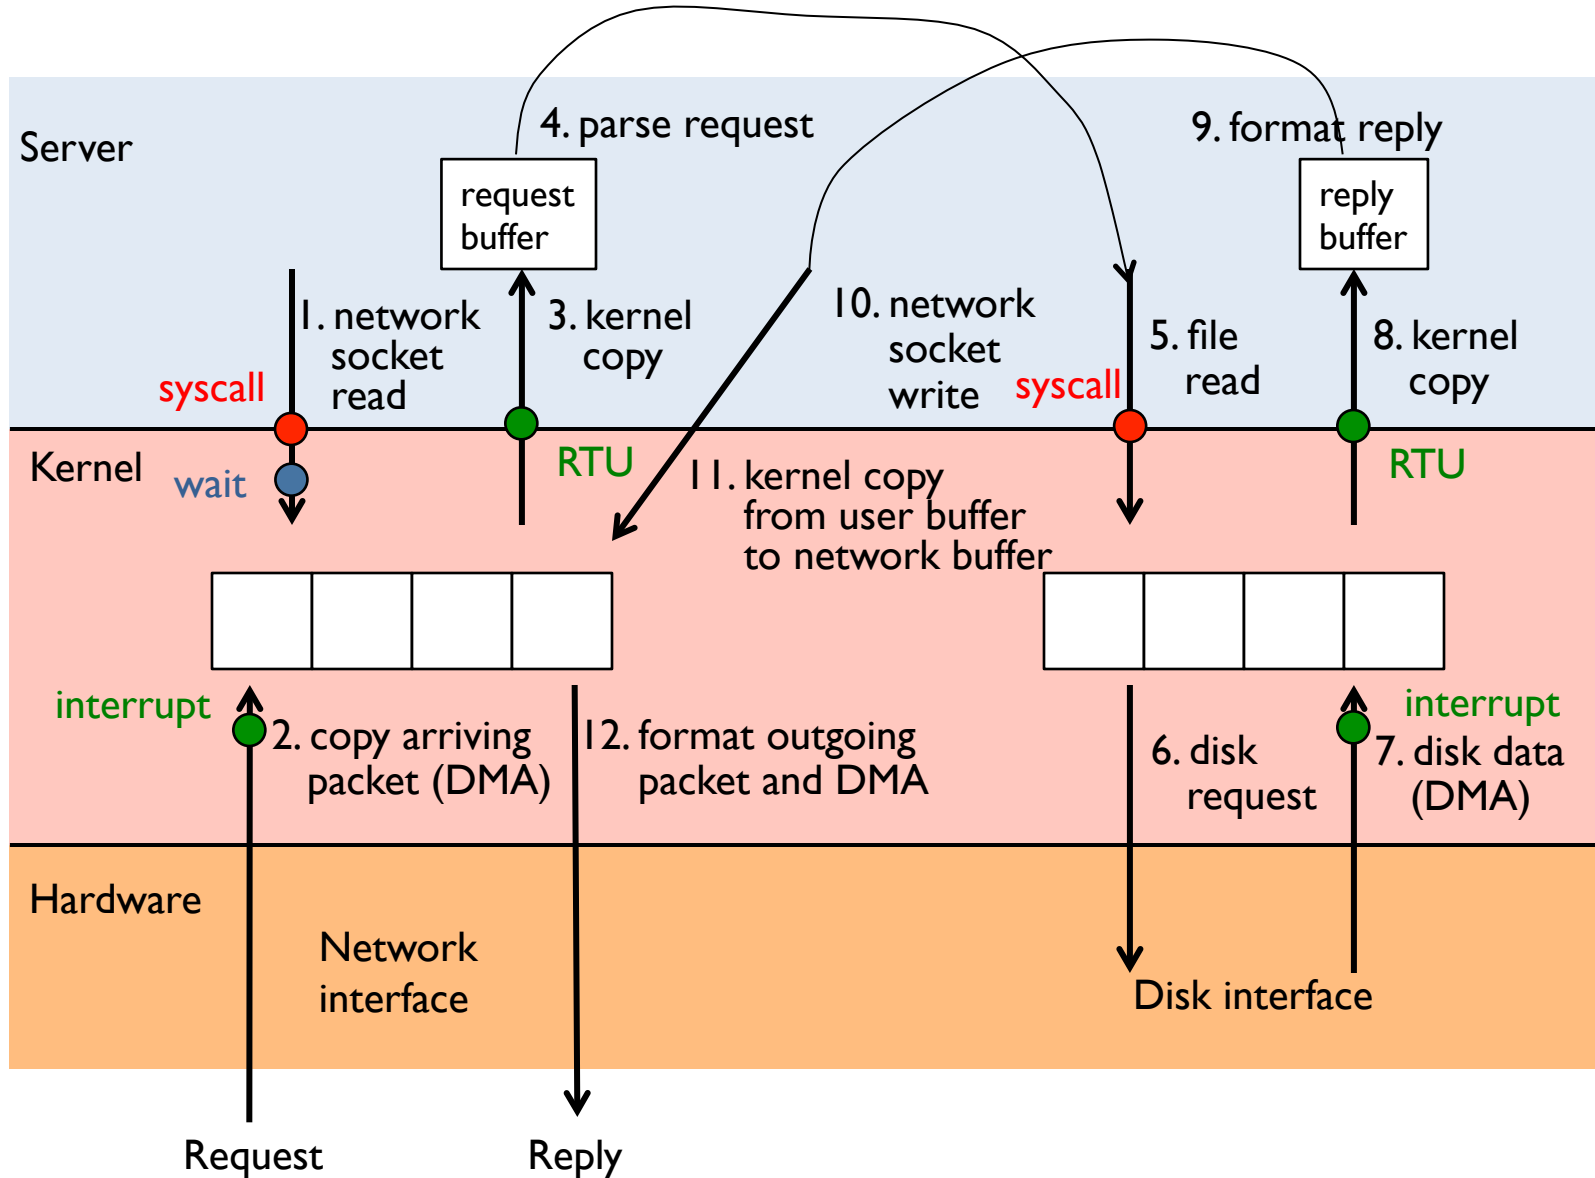 4. parse request
9. format reply
Server
request
buffer
reply
buffer
1. network
socket
read
3. kernel
copy
10. network
socket
write
5. file
read
8. kernel
copy
syscall
syscall
Kernel
wait
RTU
11. kernel copy
from user buffer
to network buffer
RTU
interrupt
2. copy arriving
packet (DMA)
12. format outgoing
packet and DMA
6. disk
request
interrupt
7. disk data
(DMA)
Hardware
Network
interface
Disk interface
Request
Reply